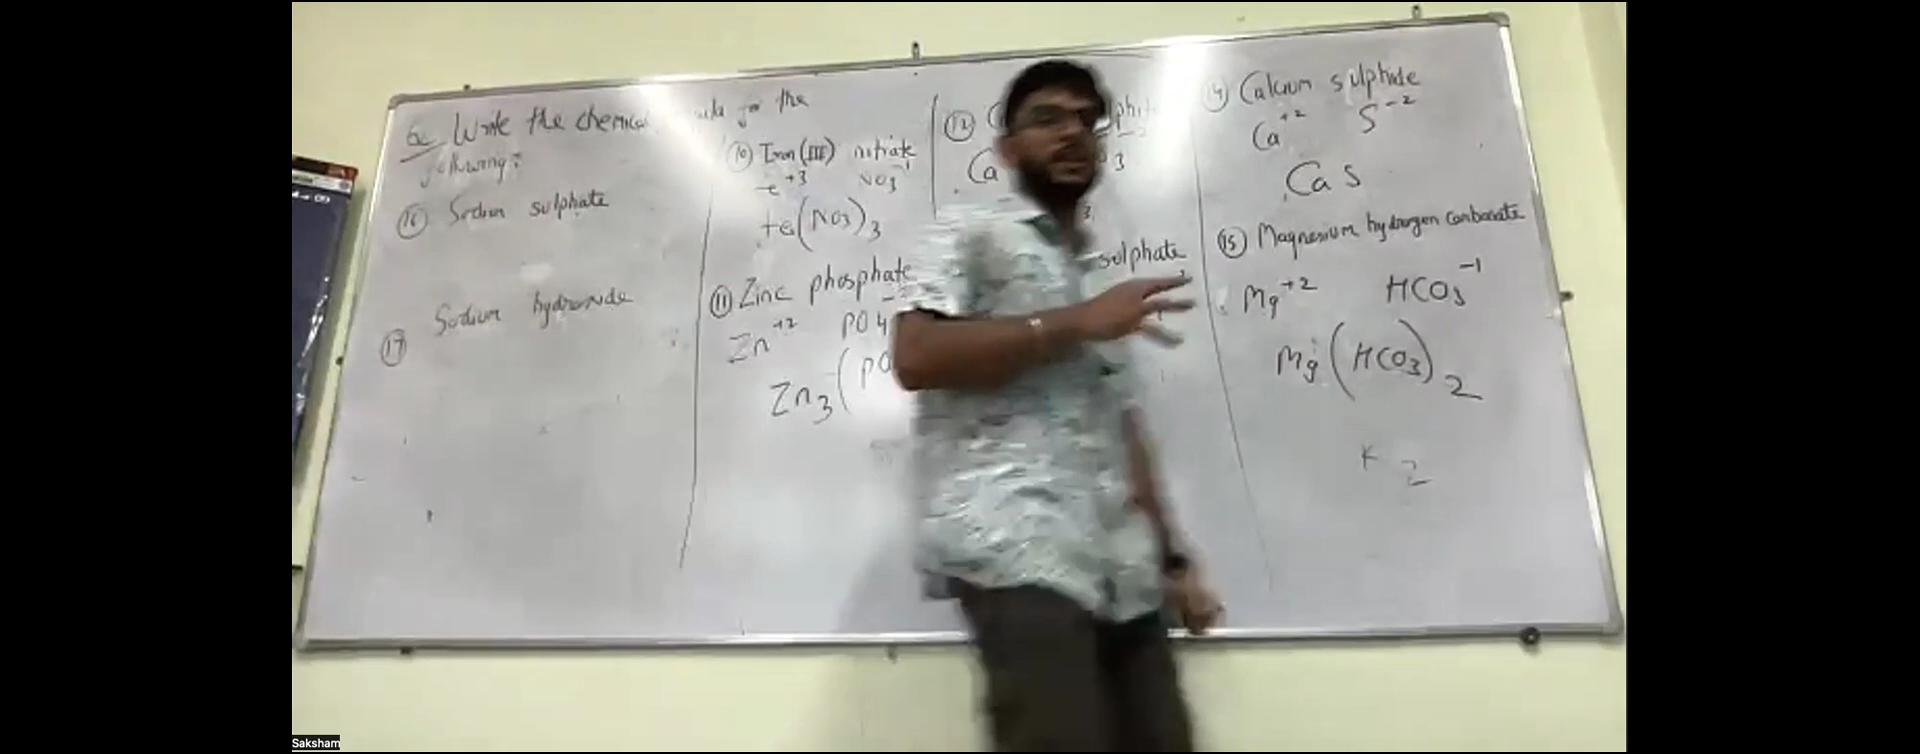 Q. Write the chemical for the
following:
(16) Sodium sulphate
(17) Sodium hydroxide
(10) Iron (III) nitrate
e+3 NO3-1
Fe(NO3)3
(11) Zinc phosphate
Zn+2 PO4
Zn3(PO
(12) C
Ca 3
sulphate
(14) Calcium sulphide
Ca+2 S-2
CaS
(15) Magnesium hydrogen carbonate
Mg+2 HCO3-1
Mg(HCO3)2
K 2
Saksham